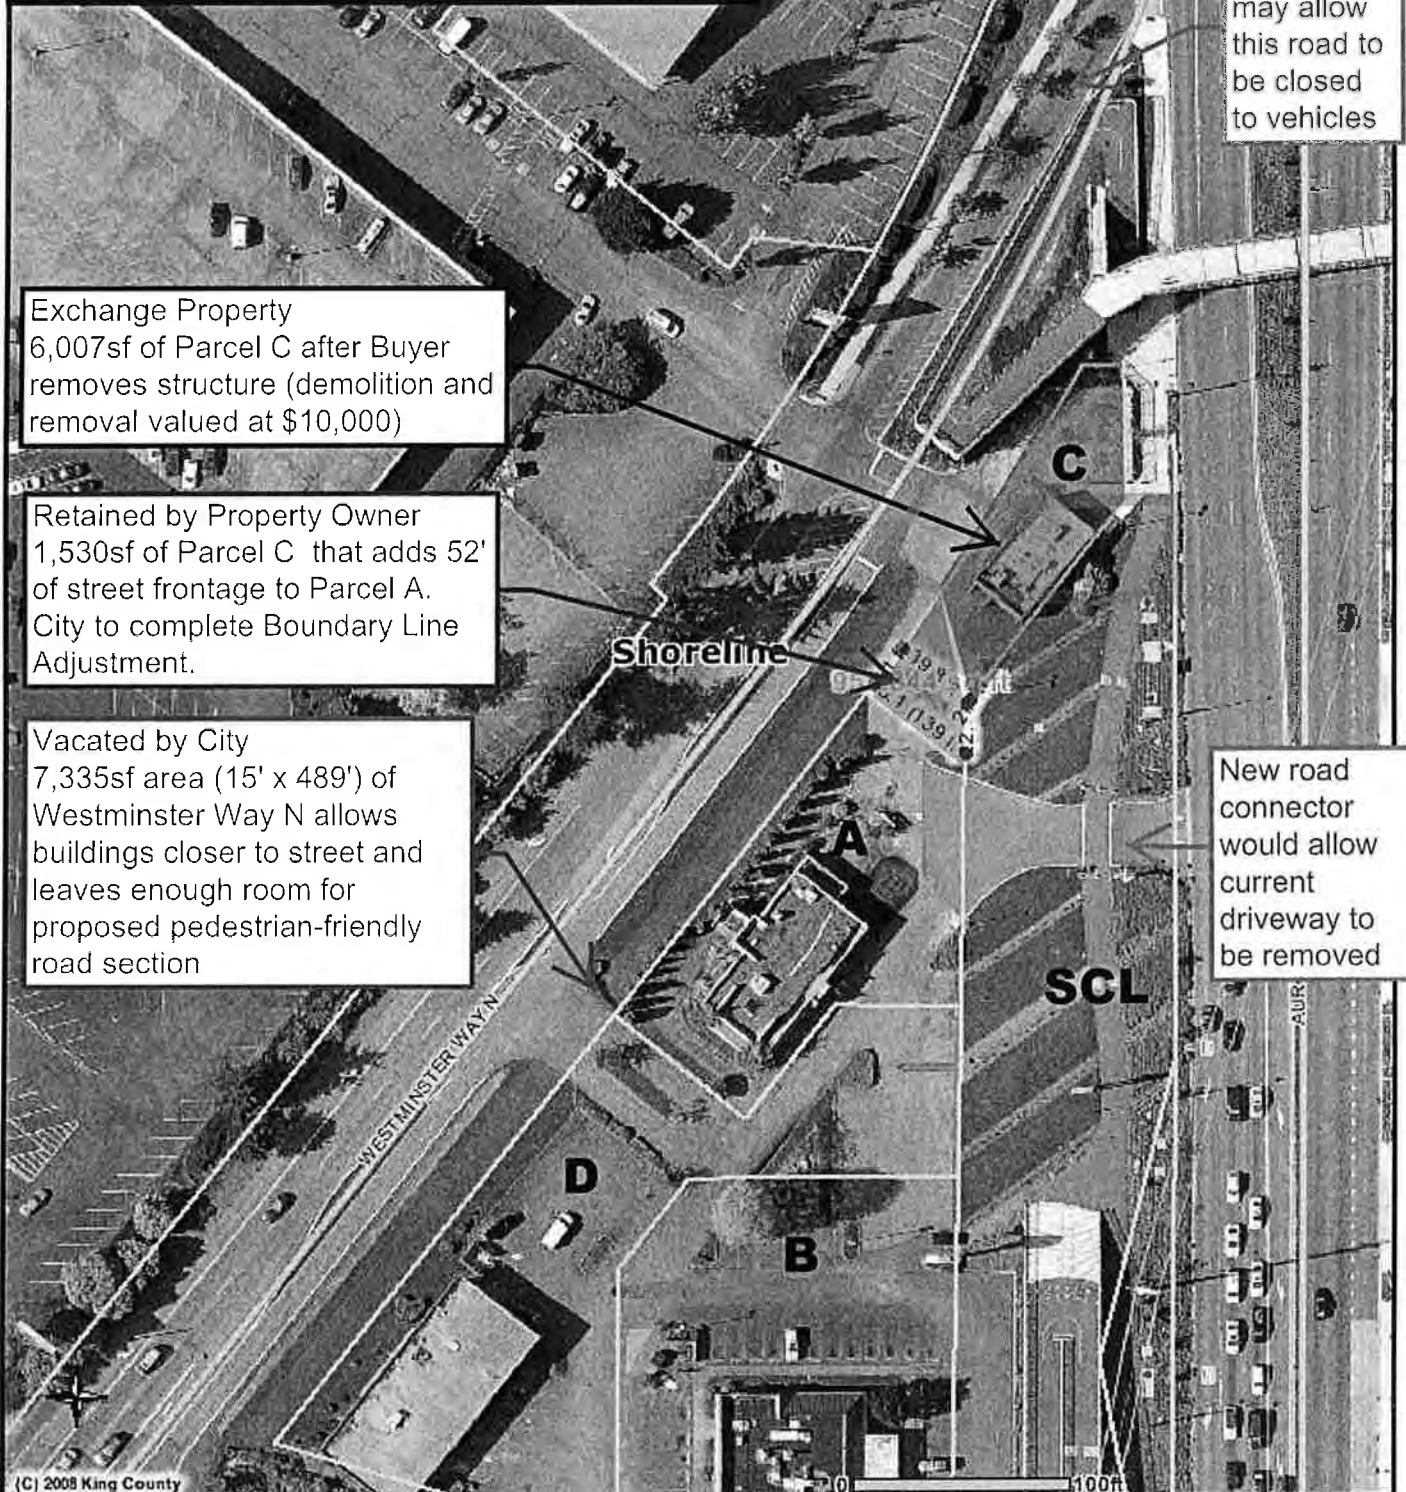 may allow
this road to
be closed
to vehicles
Exchange Property
6,007sf of Parcel C after Buyer
removes structure (demolition and
removal valued at $10,000)
C
Retained by Property Owner
1,530sf of Parcel C that adds 52'
of street frontage to Parcel A.
City to complete Boundary Line
Adjustment.
Shoreline
Vacated by City
7,335sf area (15' x 489') of
Westminster Way N allows
buildings closer to street and
leaves enough room for
proposed pedestrian-friendly
road section
New road
connector
would allow
current
driveway to
be removed
A
SCL
WESTMINSTER WAY N
AUR
D
B
(C) 2008 King County
0
100ft